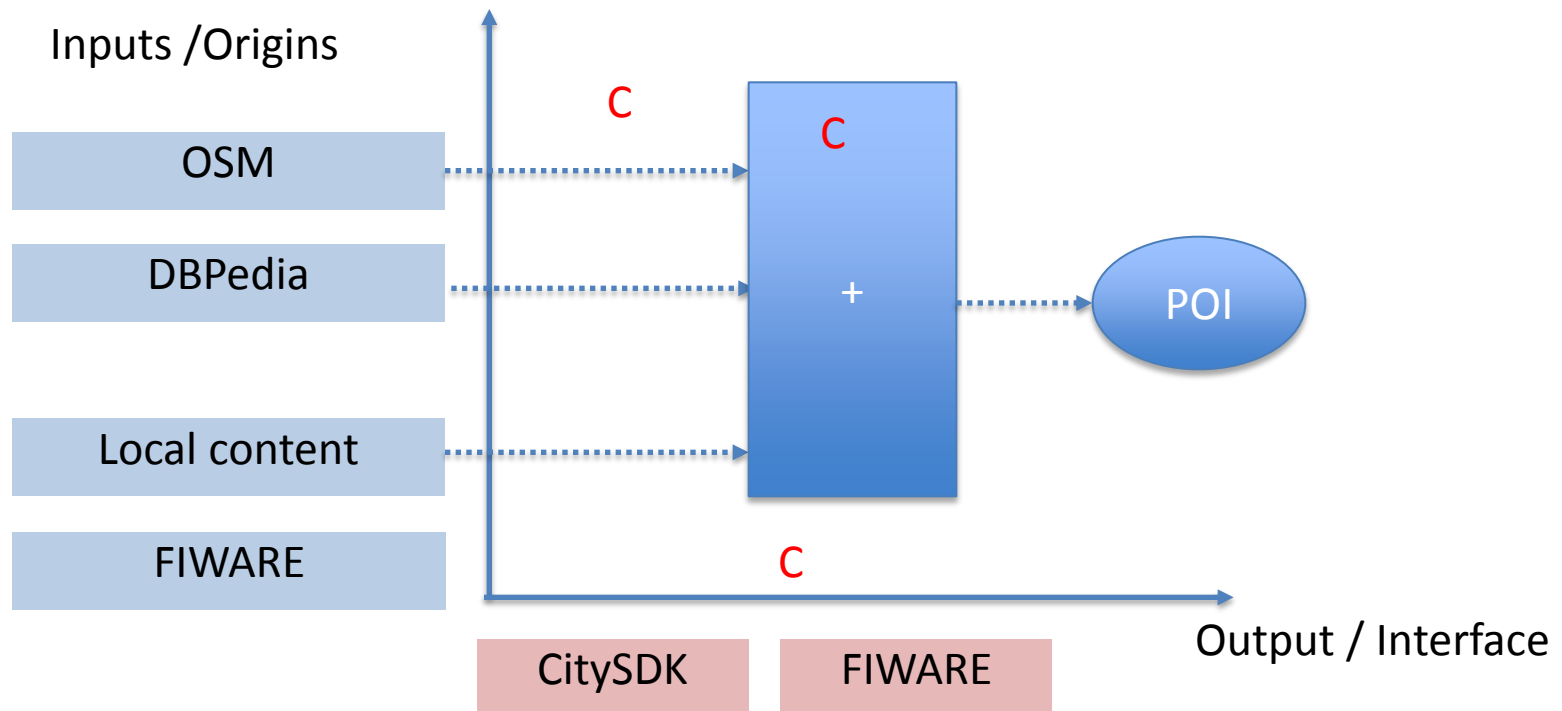 Inputs /Origins
C
C
OSM
DBPedia
+
POI
Local content
FIWARE
C
Output / Interface
CitySDK
FIWARE